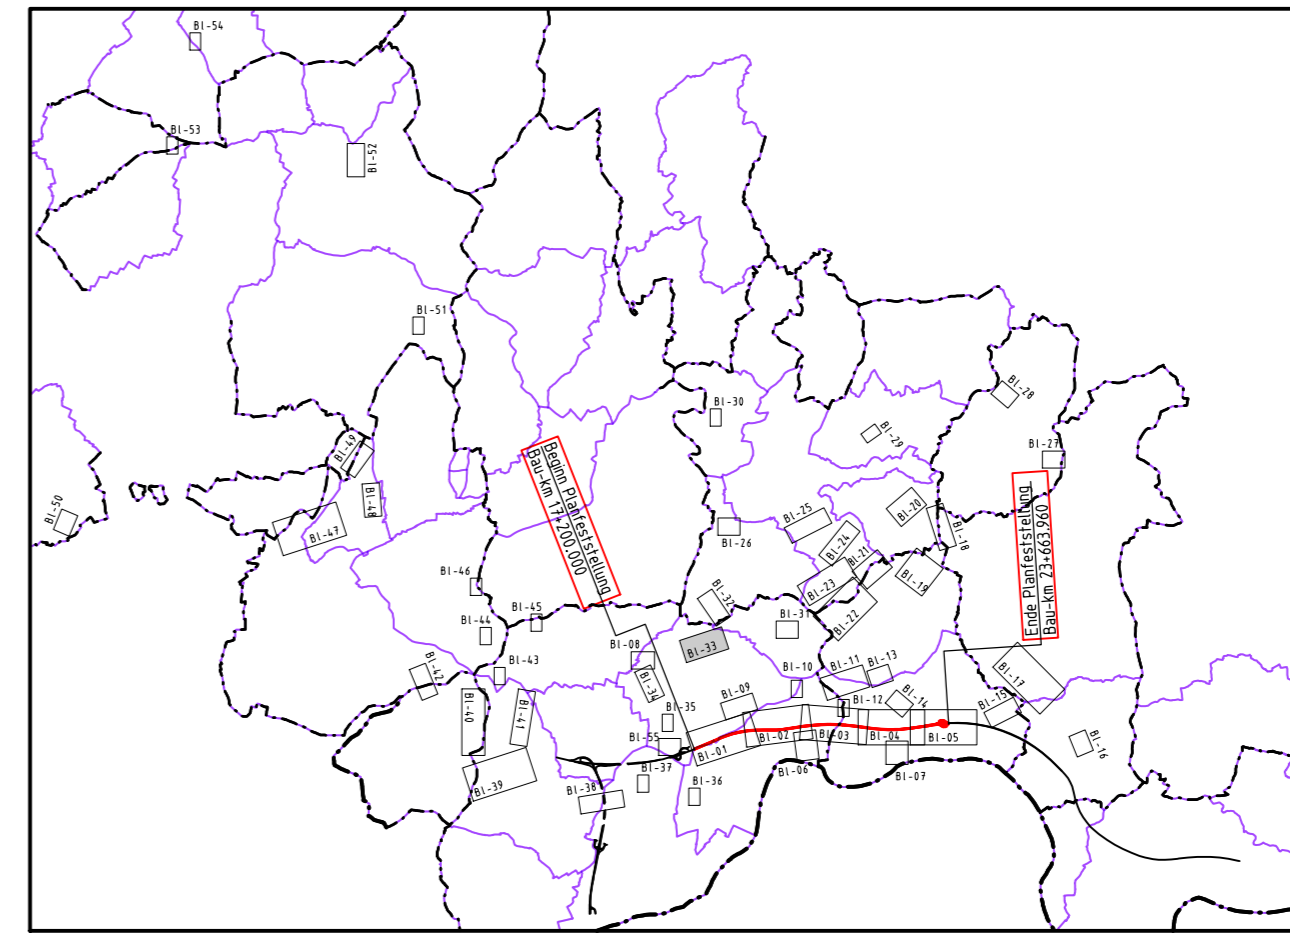 Bl-54
Bl-53
Bl-52
Bl-51
Bl-30
Bl-28
Bl-29
Bl-27
Bl-49
Bl-48
Bl-50
Bl-47
Beginn Planfeststellung
Bau-km 17+200.000
Ende Planfeststellung
Bau-km 23+663.960
Bl-20
Bl-18
Bl-25
Bl-26
Bl-24
Bl-21
Bl-19
Bl-23
Bl-22
Bl-46
Bl-45
Bl-44
Bl-32
Bl-31
Bl-33
Bl-08
Bl-34
Bl-43
Bl-42
Bl-10
Bl-11
Bl-13
Bl-17
Bl-09
Bl-12
Bl-14
Bl-15
Bl-40
Bl-41
Bl-35
Bl-55
Bl-01
Bl-02
Bl-03
Bl-04
Bl-05
Bl-16
Bl-06
Bl-07
Bl-37
Bl-36
Bl-39
Bl-38